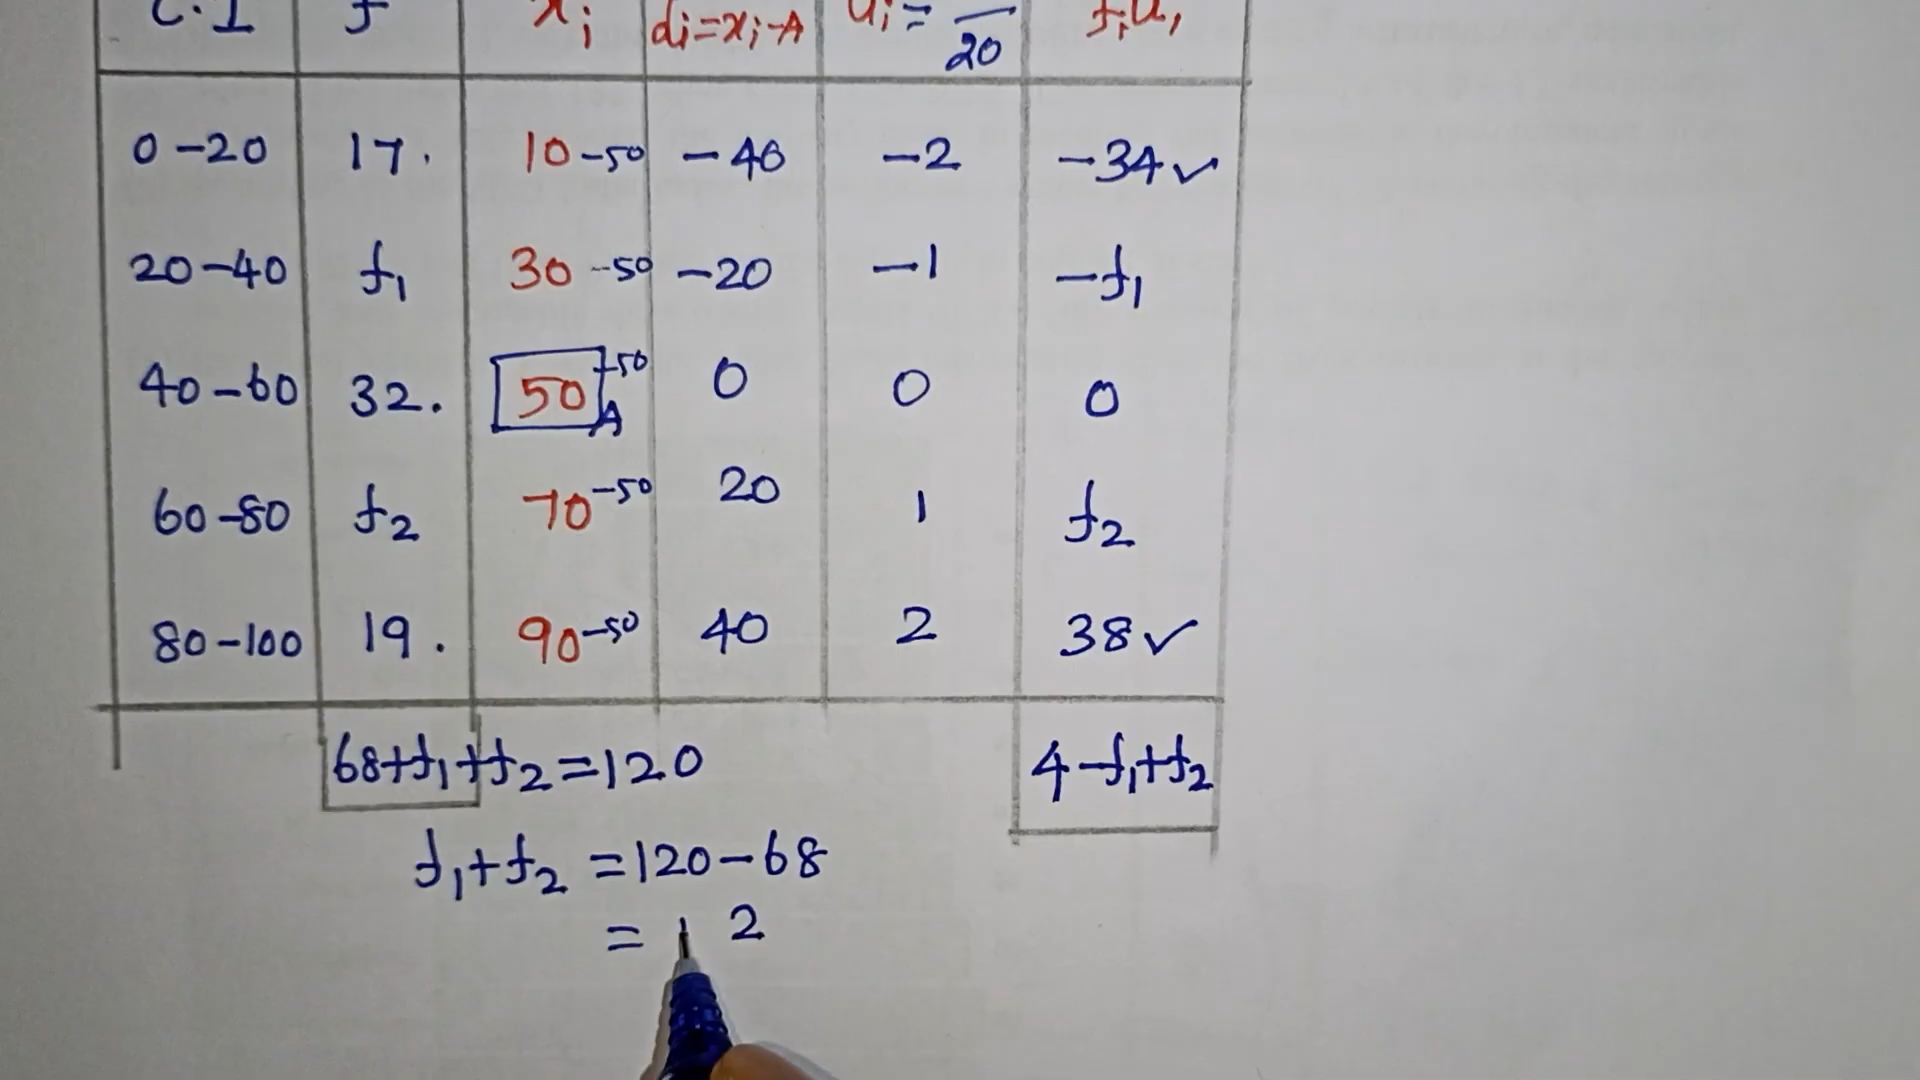 C.I f xi di=xi-A ui= — 20 fiui
0-20 17. 10-50 -40 -2 -34✓
20-40 f1 30-50 -20 -1 -f1
40-60 32. 50-50 A 0 0 0
60-80 f2 70-50 20 1 f2
80-100 19. 90-50 40 2 38✓
68+f1+f2=120 4-f1+f2
f1+f2 =120-68
= 2